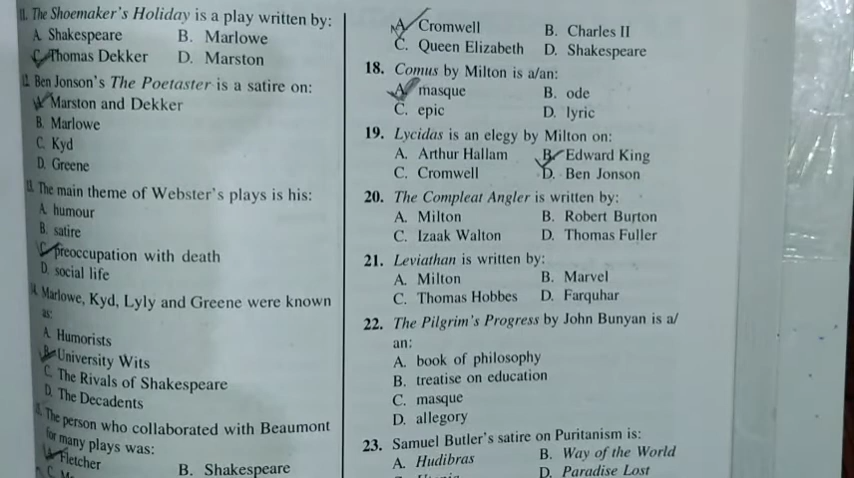 11. The Shoemaker's Holiday is a play written by:
A. Shakespeare B. Marlowe
C. Thomas Dekker D. Marston
12. Ben Jonson's The Poetaster is a satire on:
A. Marston and Dekker
B. Marlowe
C. Kyd
D. Greene
13. The main theme of Webster's plays is his:
A. humour
B. satire
C. preoccupation with death
D. social life
14. Marlowe, Kyd, Lyly and Greene were known
as:
A. Humorists
B. University Wits
C. The Rivals of Shakespeare
D. The Decadents
15. The person who collaborated with Beaumont
for many plays was:
A. Fletcher B. Shakespeare
C.
A. Cromwell B. Charles II
C. Queen Elizabeth D. Shakespeare
18. Comus by Milton is a/an:
A. masque B. ode
C. epic D. lyric
19. Lycidas is an elegy by Milton on:
A. Arthur Hallam B. Edward King
C. Cromwell D. Ben Jonson
20. The Compleat Angler is written by:
A. Milton B. Robert Burton
C. Izaak Walton D. Thomas Fuller
21. Leviathan is written by:
A. Milton B. Marvel
C. Thomas Hobbes D. Farquhar
22. The Pilgrim's Progress by John Bunyan is a/
an:
A. book of philosophy
B. treatise on education
C. masque
D. allegory
23. Samuel Butler's satire on Puritanism is:
A. Hudibras B. Way of the World
D. Paradise Lost